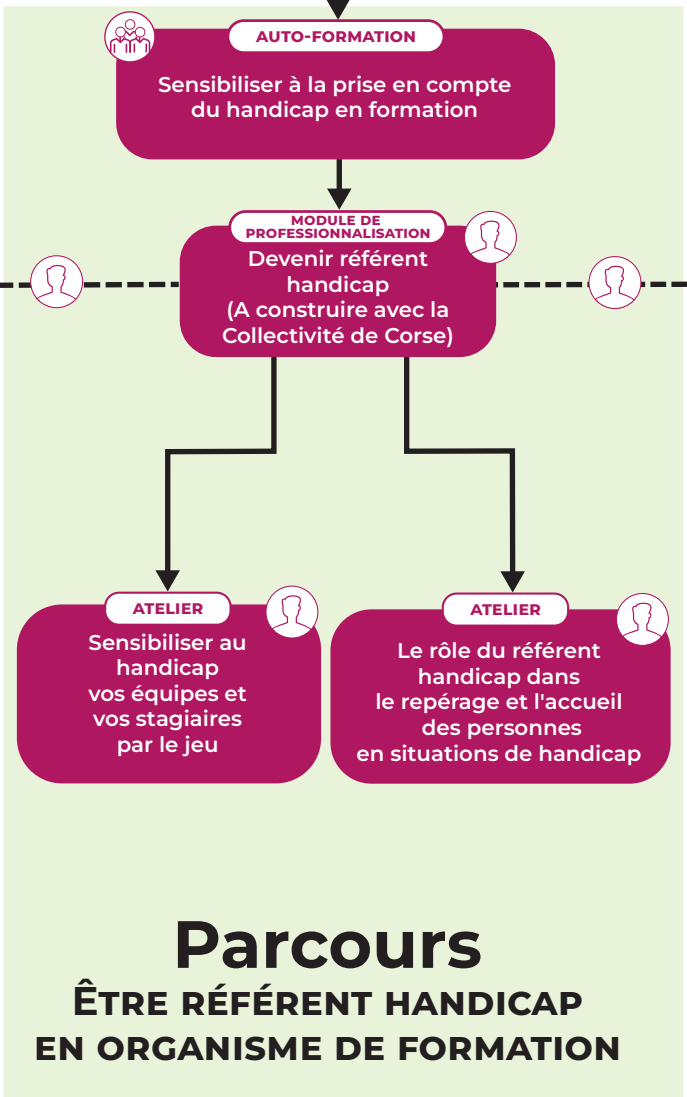 AUTO-FORMATION
Sensibiliser à la prise en compte
du handicap en formation
MODULE DE
PROFESSIONNALISATION
Devenir référent
handicap
(A construire avec la
Collectivité de Corse)
ATELIER
Sensibiliser au
handicap
vos équipes et
vos stagiaires
par le jeu
ATELIER
Le rôle du référent
handicap dans
le repérage et l'accueil
des personnes
en situations de handicap
Parcours
ÊTRE RÉFÉRENT HANDICAP
EN ORGANISME DE FORMATION